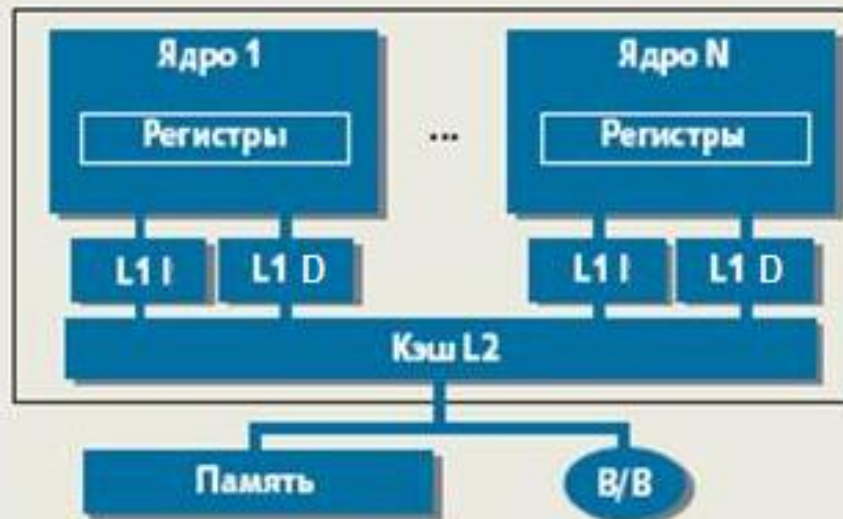 Ядро 1
Регистры
...
Ядро N
Регистры
L1 I
L1 D
L1 I
L1 D
Кэш L2
Память
В/В